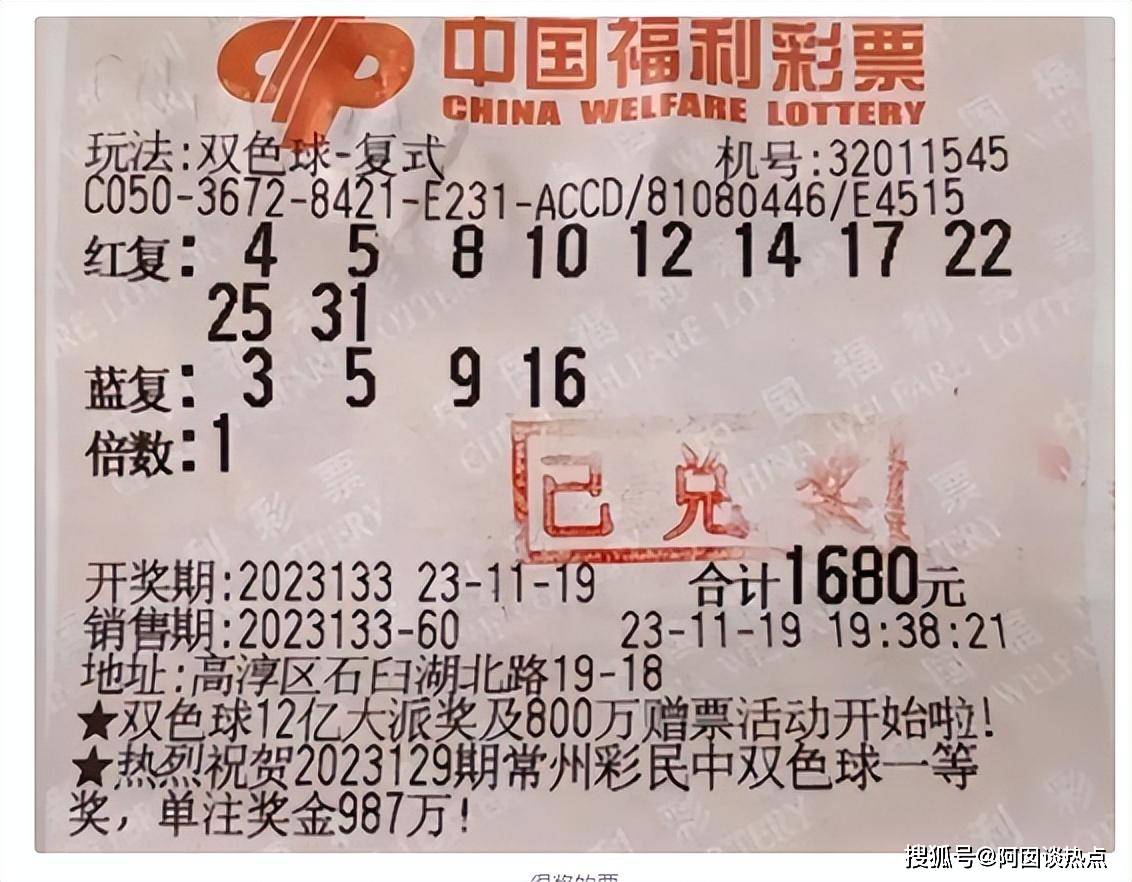 中国福利彩票
CHINA WELFARE LOTTERY
玩法:双色球-复式 机号:32011545
C050-3672-8421-E231-ACCD/81080446/E4515
红复: 4 5 8 10 12 14 17 22
25 31
蓝复: 3 5 9 16
倍数:1
已兑奖
开奖期:2023133 23-11-19 合计1680元
销售期:2023133-60 23-11-19 19:38:21
地址:高淳区石臼湖北路19-18
★双色球12亿大派奖及800万赠票活动开始啦!
★热烈祝贺2023129期常州彩民中双色球一等
奖，单注奖金987万!
搜狐号@阿囡谈热点